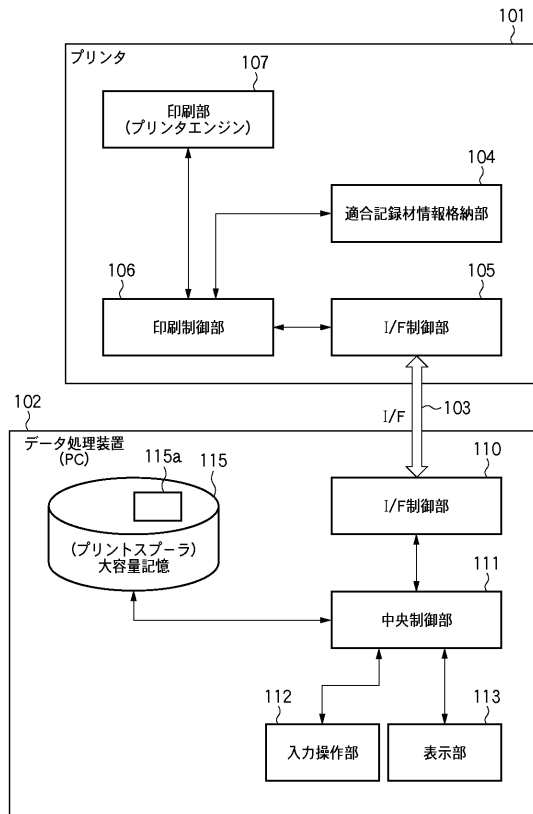 101
プリンタ
107
印刷部
(プリンタエンジン)
104
適合記録材情報格納部
106
印刷制御部
105
I/F制御部
102
I/F
103
データ処理装置
(PC)
115a
115
(プリントスプーラ)
大容量記憶
110
I/F制御部
111
中央制御部
112
入力操作部
113
表示部